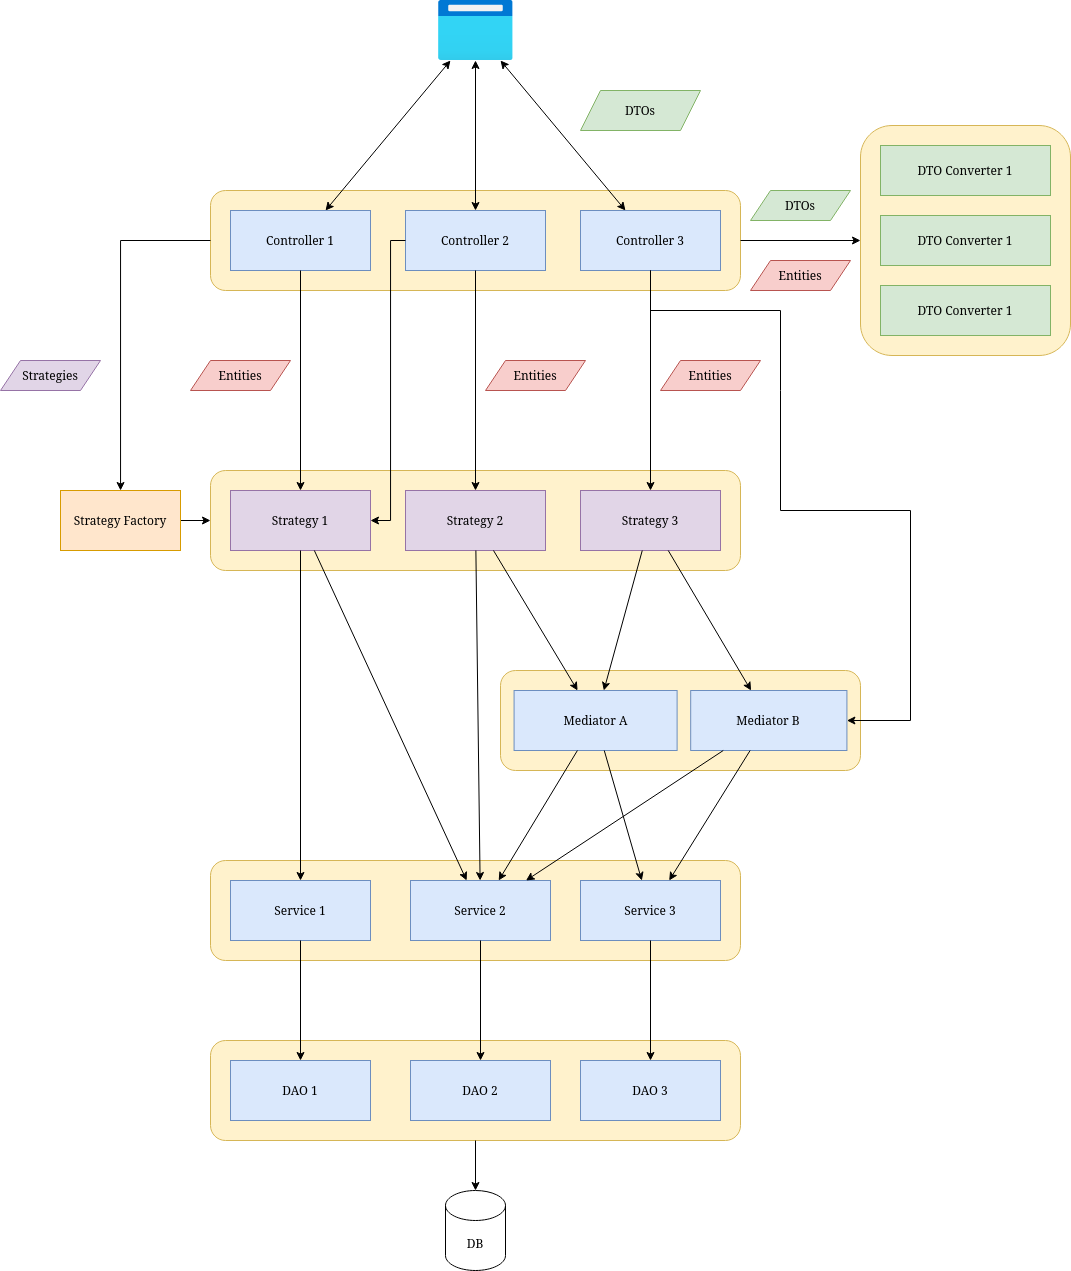 DTOs
DTO Converter 1
DTOs
Controller 1
Controller 2
Controller 3
DTO Converter 1
Entities
DTO Converter 1
Strategies
Entities
Entities
Entities
Strategy Factory
Strategy 1
Strategy 2
Strategy 3
Mediator A
Mediator B
Service 1
Service 2
Service 3
DAO 1
DAO 2
DAO 3
DB